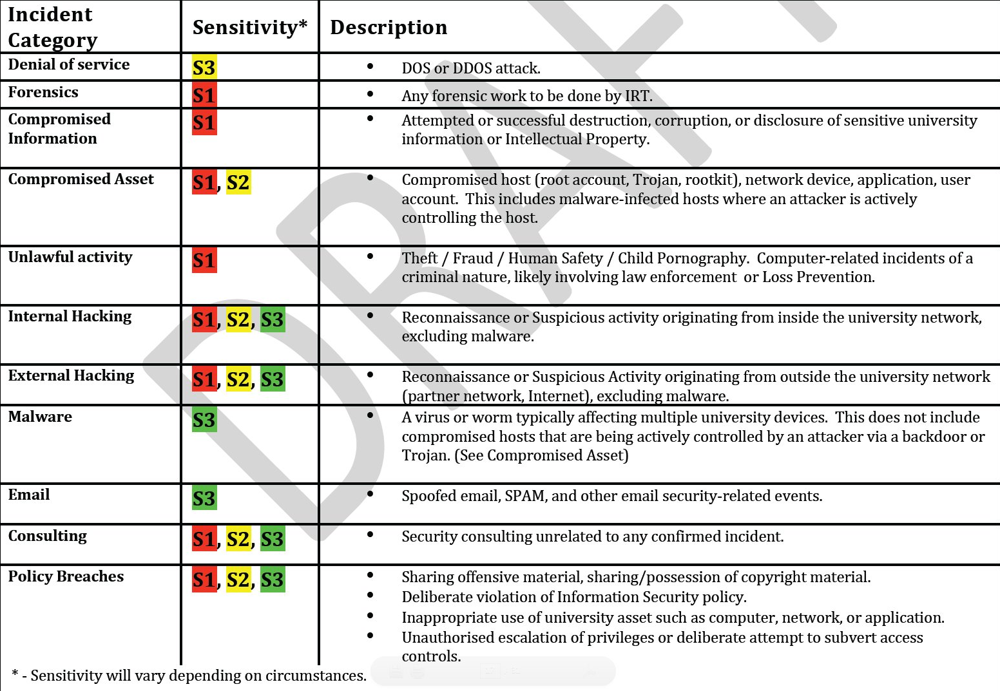 Incident Category
Sensitivity*
Description
Denial of service
S3
• DOS or DDOS attack.
Forensics
S1
• Any forensic work to be done by IRT.
Compromised
Information
S1
• Attempted or successful destruction, corruption, or disclosure of sensitive university
information or Intellectual Property.
Compromised Asset
S1, S2
• Compromised host (root account, Trojan, rootkit), network device, application, user
account.  This includes malware-infected hosts where an attacker is actively
controlling the host.
Unlawful activity
S1
• Theft / Fraud / Human Safety / Child Pornography.  Computer-related incidents of a
criminal nature, likely involving law enforcement  or Loss Prevention.
Internal Hacking
S1, S2, S3
• Reconnaissance or Suspicious activity originating from inside the university network,
excluding malware.
External Hacking
S1, S2, S3
• Reconnaissance or Suspicious Activity originating from outside the university network
(partner network, Internet), excluding malware.
Malware
S3
• A virus or worm typically affecting multiple university devices.  This does not include
compromised hosts that are being actively controlled by an attacker via a backdoor or
Trojan. (See Compromised Asset)
Email
S3
• Spoofed email, SPAM, and other email security-related events.
Consulting
S1, S2, S3
• Security consulting unrelated to any confirmed incident.
Policy Breaches
S1, S2, S3
• Sharing offensive material, sharing/possession of copyright material.
• Deliberate violation of Information Security policy.
• Inappropriate use of university asset such as computer, network, or application.
• Unauthorised escalation of privileges or deliberate attempt to subvert access
controls.
* - Sensitivity will vary depending on circumstances.
DRAFT